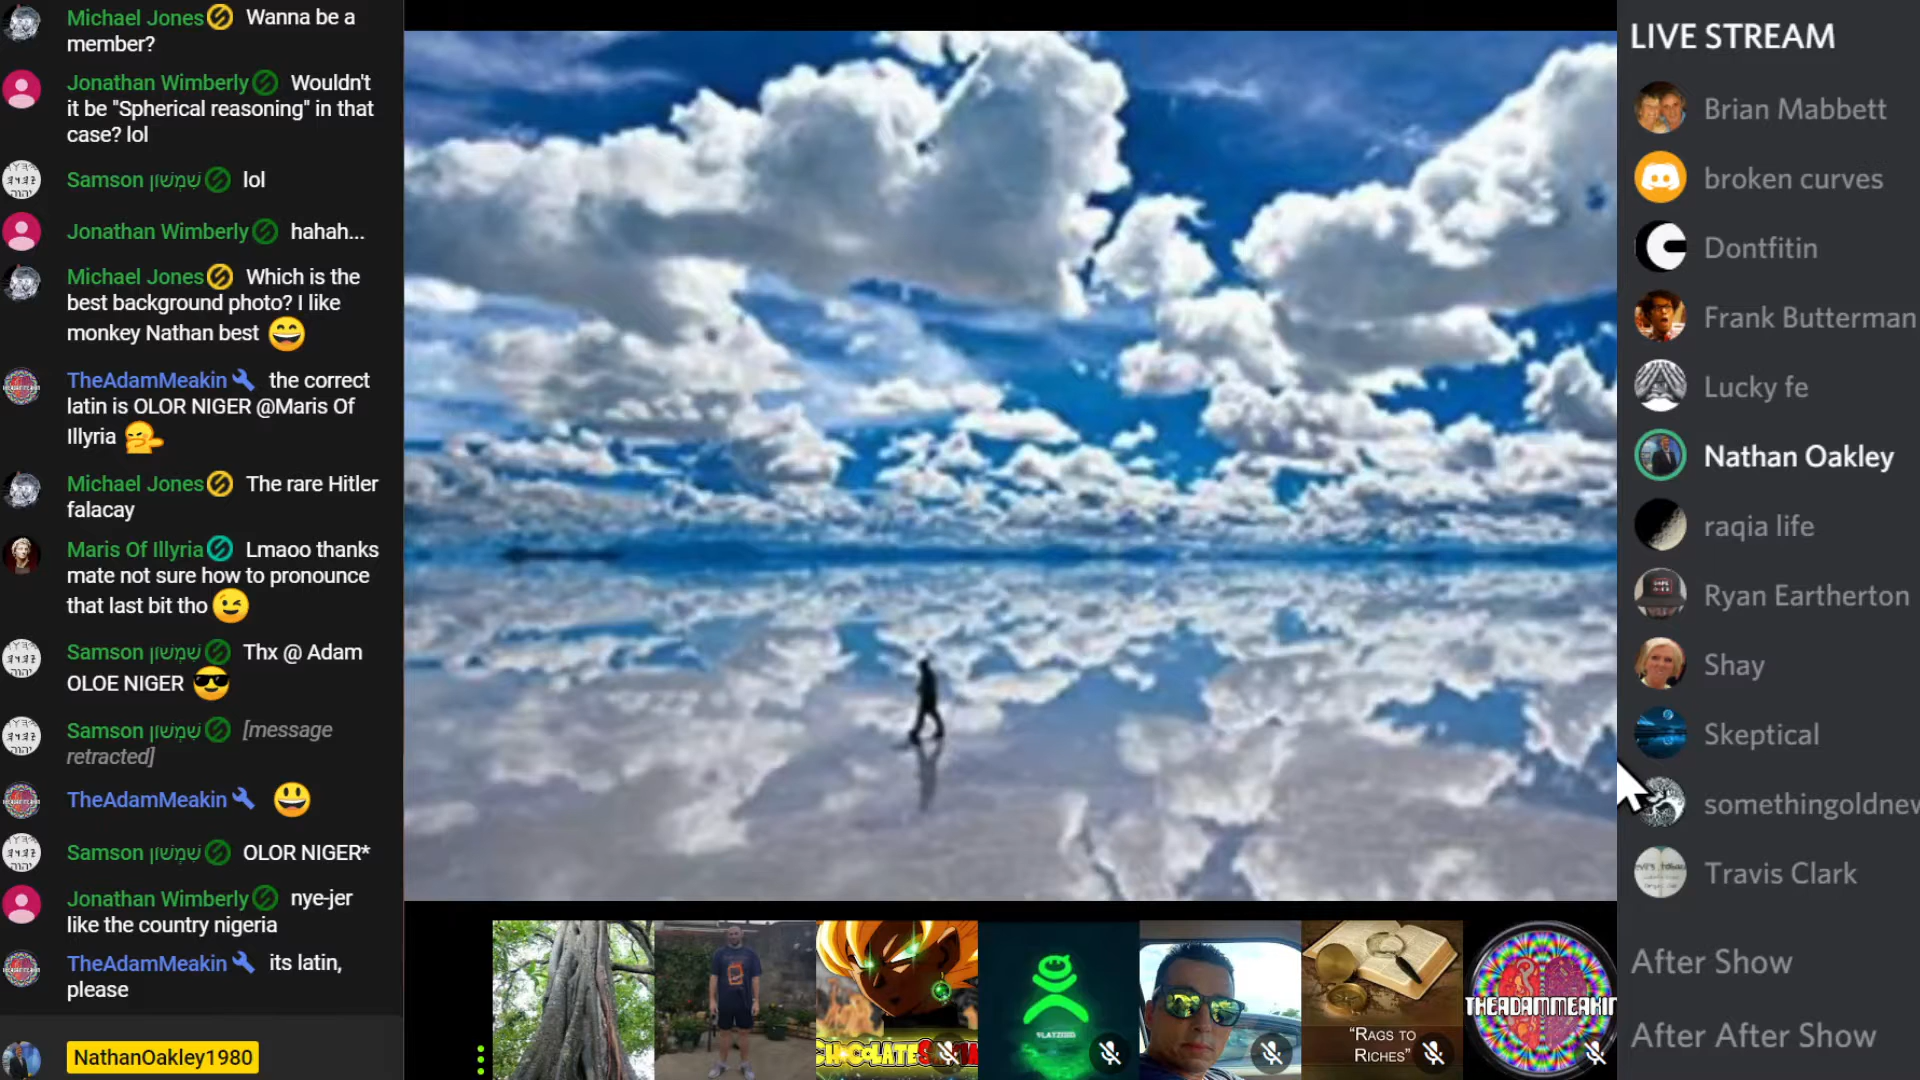 Michael Jones Wanna be a
member?
Jonathan Wimberly Wouldn't
it be "Spherical reasoning" in that
case? lol
Samson שִׁמְשׁוֹן lol
Jonathan Wimberly hahah...
Michael Jones Which is the
best background photo? I like
monkey Nathan best
TheAdamMeakin the correct
latin is OLOR NIGER @Maris Of
Illyria
Michael Jones The rare Hitler
falacay
Maris Of Illyria Lmaoo thanks
mate not sure how to pronounce
that last bit tho
Samson שִׁמְשׁוֹן Thx @ Adam
OLOE NIGER
Samson שִׁמְשׁוֹן [message
retracted]
TheAdamMeakin
Samson שִׁמְשׁוֹן OLOR NIGER*
Jonathan Wimberly nye-jer
like the country nigeria
TheAdamMeakin its latin,
please
NathanOakley1980
"RAGS TO
RICHES"
THEADAMMEAKIN
LIVE STREAM
Brian Mabbett
broken curves
Dontfitin
Frank Butterman
Lucky fe
Nathan Oakley
raqia life
Ryan Eartherton
Shay
Skeptical
somethingoldnew
Travis Clark
After Show
After After Show